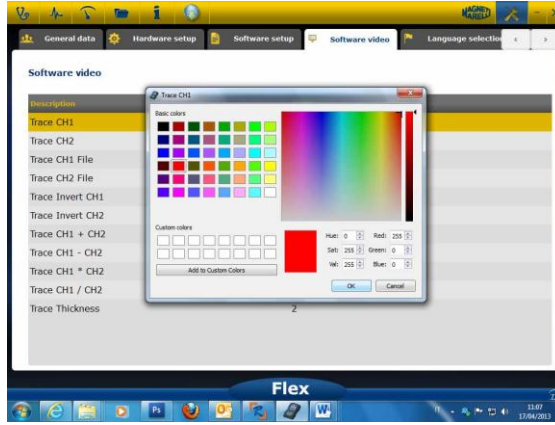 MAGNETI MARELLI
General data
Hardware setup
Software setup
Software video
Language selection
Software video
Description
Trace CH1
Trace CH2
Trace CH1 File
Trace CH2 File
Trace Invert CH1
Trace Invert CH2
Trace CH1 + CH2
Trace CH1 - CH2
Trace CH1 * CH2
Trace CH1 / CH2
Trace Thickness 2
Trace CH1
Basic colors
Custom colors
Add to Custom Colors
Hue: 0 Red: 255
Sat: 255 Green: 0
Val: 255 Blue: 0
OK Cancel
Flex
Ps
W
IT
11:07
17/04/2013